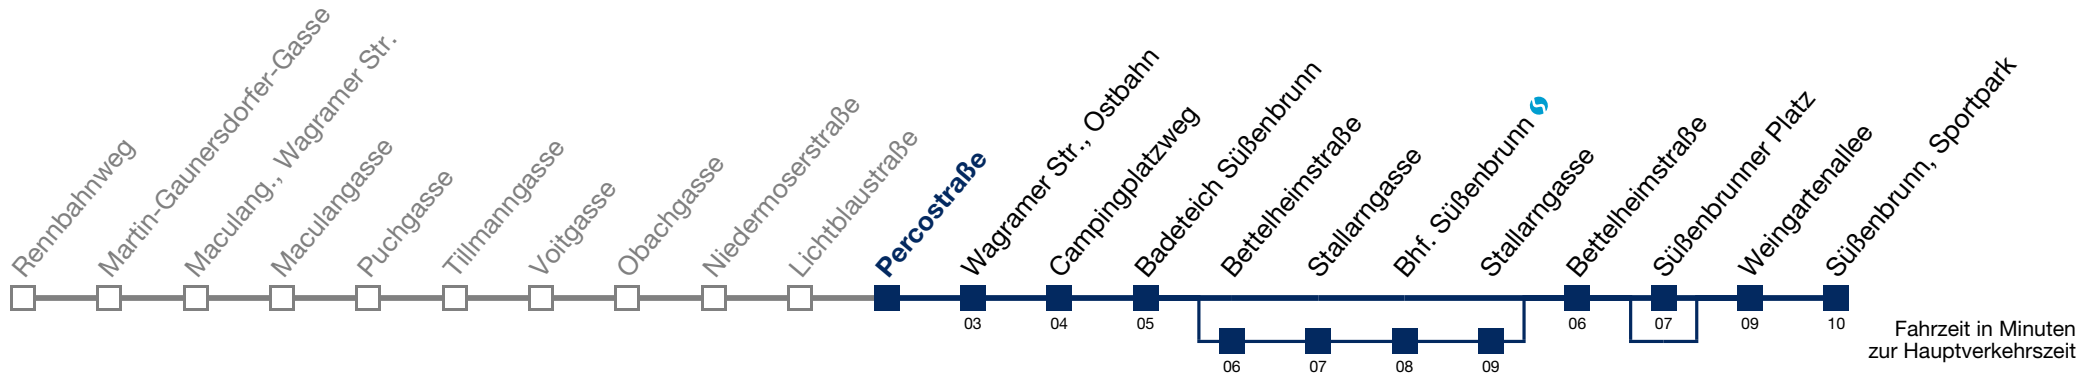 Rennbahnweg
Martin-Gaunersdorfer-Gasse
Maculang., Wagramer Str.
Maculangasse
Puchgasse
Tillmanngasse
Voitgasse
Obachgasse
Niedermoserstraße
Lichtblaustraße
Percostraße
Wagramer Str., Ostbahn
Campingplatzweg
Badeteich Süßenbrunn
Bettelheimstraße
Stallarngasse
Bhf. Süßenbrunn
Stallarngasse
Bettelheimstraße
Süßenbrunner Platz
Weingartenallee
Süßenbrunn, Sportpark
03 04 05 06 07 09 10
06 07 08 09
Fahrzeit in Minuten
zur Hauptverkehrszeit